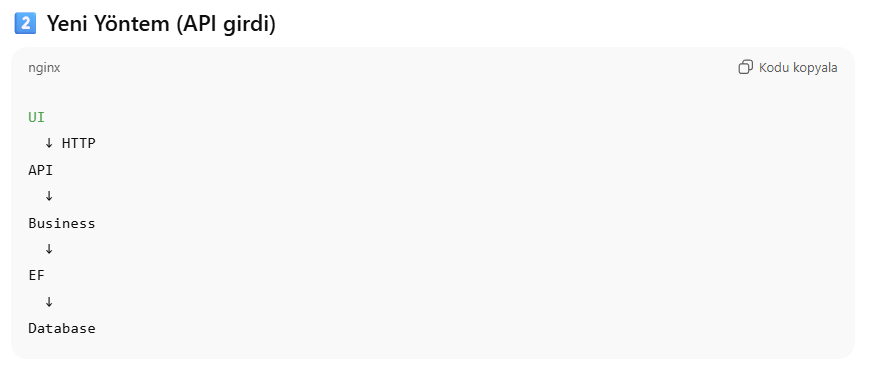 2 Yeni Yöntem (API girdi)
nginx
Kodu kopyala
UI
↓ HTTP
API
↓
Business
↓
EF
↓
Database